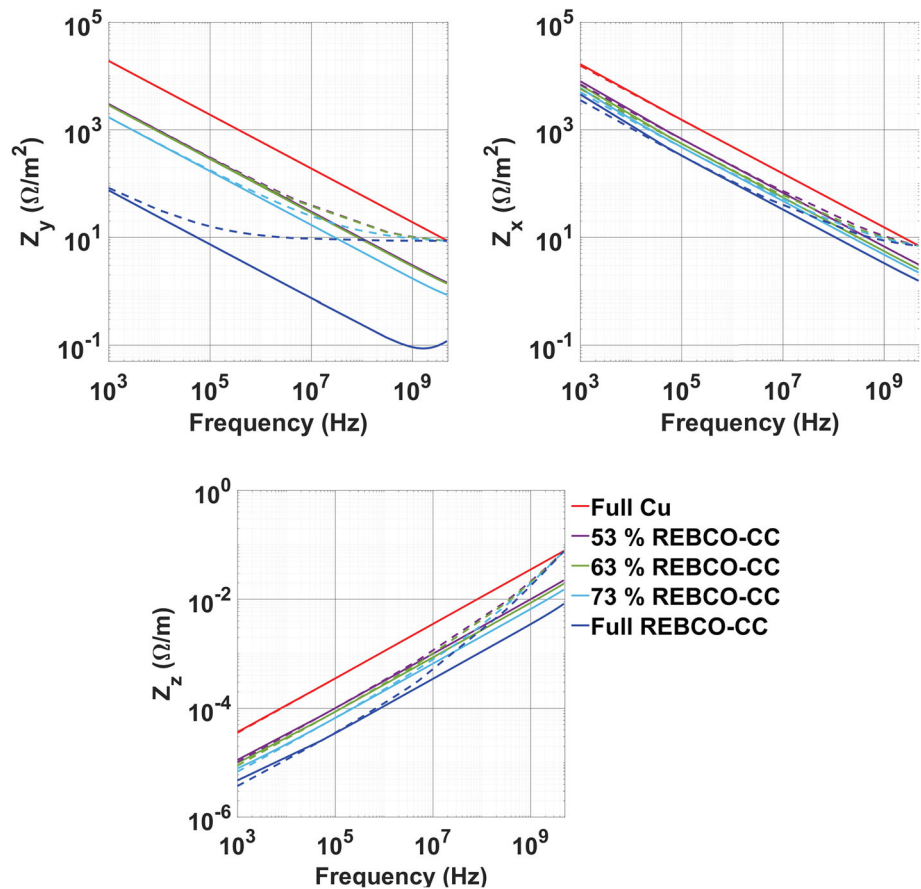 10^5
10^3
10^1
10^-1
Z_y (Ω/m^2)
10^3 10^5 10^7 10^9
Frequency (Hz)
10^5
10^3
10^1
10^-1
Z_x (Ω/m^2)
10^3 10^5 10^7 10^9
Frequency (Hz)
10^0
10^-2
10^-4
10^-6
Z_z (Ω/m)
10^3 10^5 10^7 10^9
Frequency (Hz)
Full Cu
53 % REBCO-CC
63 % REBCO-CC
73 % REBCO-CC
Full REBCO-CC